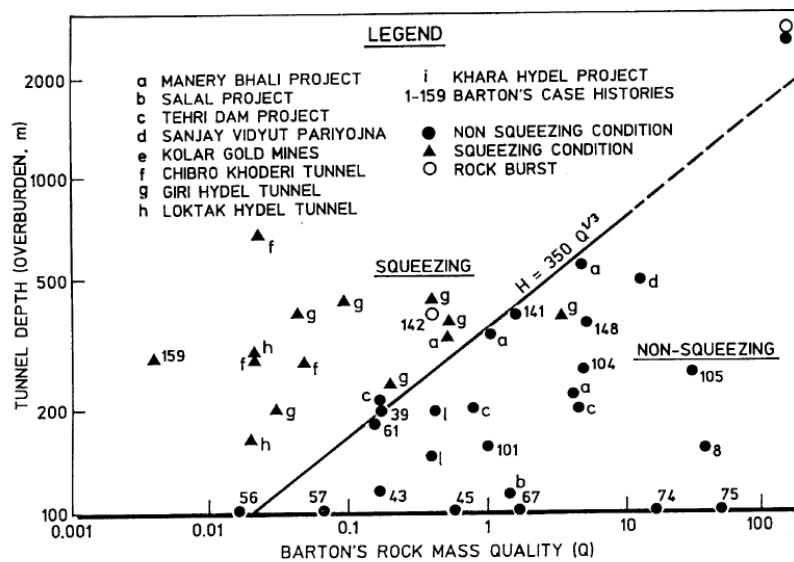 LEGEND
a MANERY BHALI PROJECT
b SALAL PROJECT
c TEHRI DAM PROJECT
d SANJAY VIDYUT PARIYOJNA
e KOLAR GOLD MINES
f CHIBRO KHODERI TUNNEL
g GIRI HYDEL TUNNEL
h LOKTAK HYDEL TUNNEL
i KHARA HYDEL PROJECT
1-159 BARTON'S CASE HISTORIES
NON SQUEEZING CONDITION
SQUEEZING CONDITION
ROCK BURST
TUNNEL DEPTH (OVERBURDEN, m)
2000
1000
500
200
100
f
SQUEEZING
H = 350 Q1/3
a
d
g
g
g
142
g
a
141
g
148
a
159
h
f
f
104
NON-SQUEEZING
105
g
a
g
c
39
l
c
c
61
h
l
101
8
56
57
43
45
b
67
74
75
0.001
0.01
0.1
1
10
100
BARTON'S ROCK MASS QUALITY (Q)